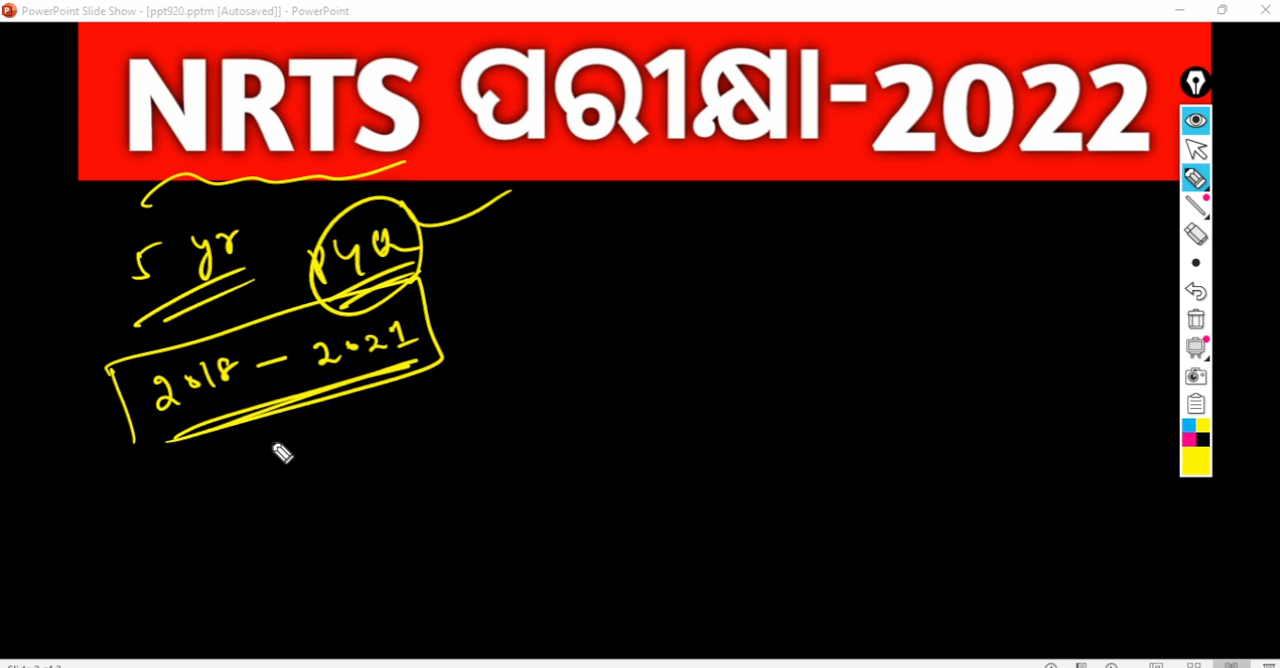 PowerPoint Slide Show - [ppt920.pptm [Autosaved]] - PowerPoint
NRTS ପରୀକ୍ଷା-2022
5 yr PYQ
2018 - 2021